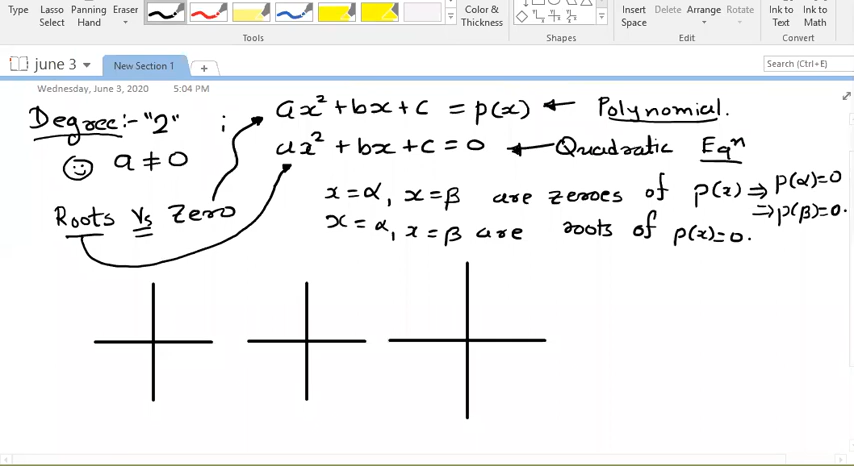 Type Lasso Select Panning Hand Eraser Color & Thickness Insert Space Delete Arrange Rotate Ink to Text Ink to Math
Tools Shapes Edit Convert
june 3 New Section 1 + Search (Ctrl+E)
Wednesday, June 3, 2020 5:04 PM
Degree:- "2" ; ax² + bx + c = p(x) ← Polynomial.
a ≠ 0 ax² + bx + c = 0 ← Quadratic Eqⁿ
Roots Vs Zero x = α, x = β are zeroes of p(x) ⇒ p(α)=0
⇒ p(β)=0.
x = α, x = β are roots of p(x)=0.